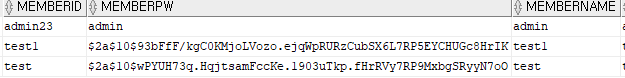 MEMBERID MEMBERPW MEMBERNAME
admin23 admin admin
test1 $2a$10$93bFfF/kgC0KMjoLVozo.ejqWpRURzCubSX6L7RP5EYCHUGc8HrIK test1
test $2a$10$wPYUH73q.HqjtsamFccKe.1903uTkp.fHrRVy7RP9MxbgSRyyN7oO test